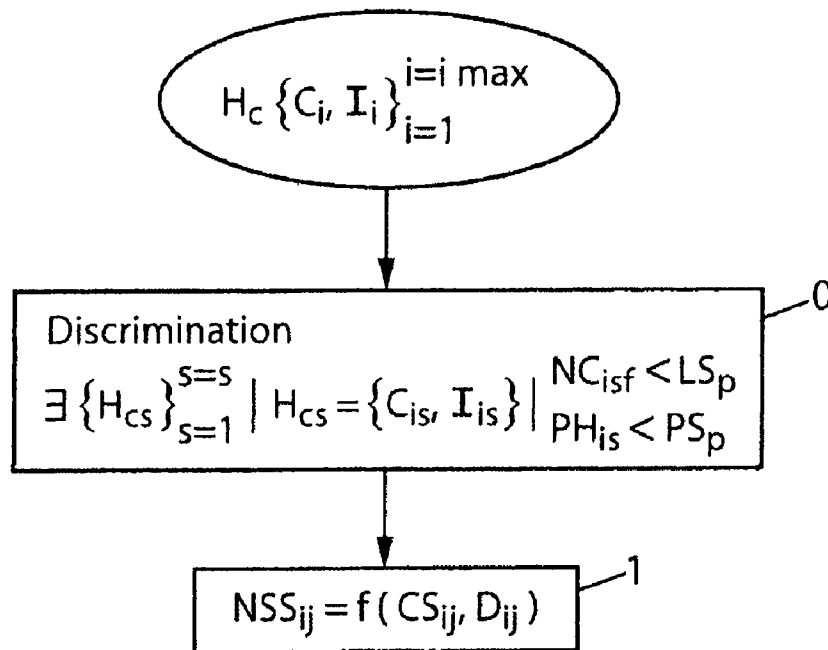 H_c {C_i, I_i}_{i=1}^{i=i max}
0
Discrimination
∃ {H_cs}_{s=1}^{s=s} | H_cs = {C_is, I_is} | NC_isf < LS_p
PH_is < PS_p
1
NSS_ij = f ( CS_ij, D_ij )